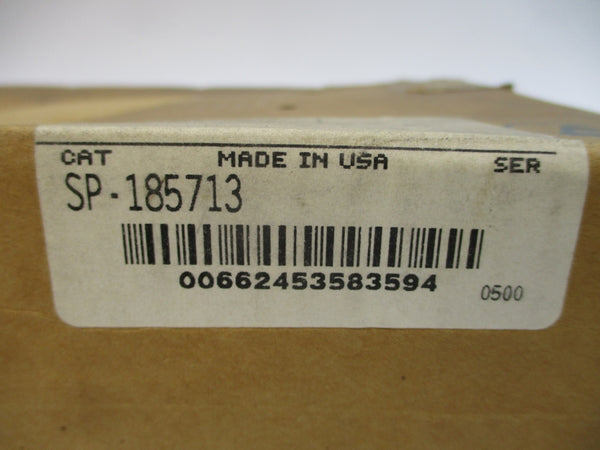 CAT MADE IN USA SER
SP-185713
00662453583594
0500